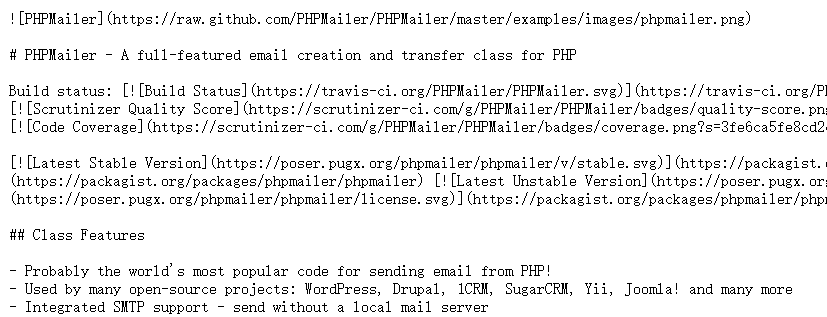 ![PHPMailer](https://raw.github.com/PHPMailer/PHPMailer/master/examples/images/phpmailer.png)
# PHPMailer - A full-featured email creation and transfer class for PHP
Build status: [![Build Status](https://travis-ci.org/PHPMailer/PHPMailer.svg)](https://travis-ci.org/PH
[![Scrutinizer Quality Score](https://scrutinizer-ci.com/g/PHPMailer/PHPMailer/badges/quality-score.png
[![Code Coverage](https://scrutinizer-ci.com/g/PHPMailer/PHPMailer/badges/coverage.png?s=3fe6ca5fe8cd2
[![Latest Stable Version](https://poser.pugx.org/phpmailer/phpmailer/v/stable.svg)](https://packagist.
(https://packagist.org/packages/phpmailer/phpmailer) [![Latest Unstable Version](https://poser.pugx.or
(https://poser.pugx.org/phpmailer/phpmailer/license.svg)](https://packagist.org/packages/phpmailer/phpm
## Class Features
- Probably the world's most popular code for sending email from PHP!
- Used by many open-source projects: WordPress, Drupal, 1CRM, SugarCRM, Yii, Joomla! and many more
- Integrated SMTP support - send without a local mail server